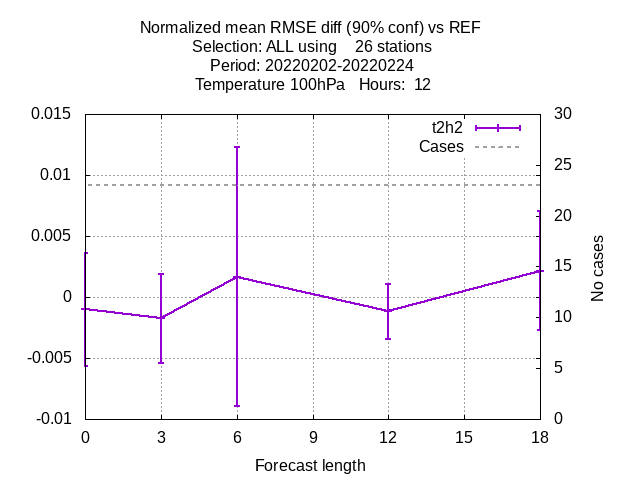 Normalized mean RMSE diff (90% conf) vs REF
Selection: ALL using    26 stations
Period: 20220202-20220224
Temperature 100hPa   Hours:  12
t2h2
Cases
0.015
0.01
0.005
0
-0.005
-0.01
30
25
20
15
10
5
0
No cases
0 3 6 9 12 15 18
Forecast length